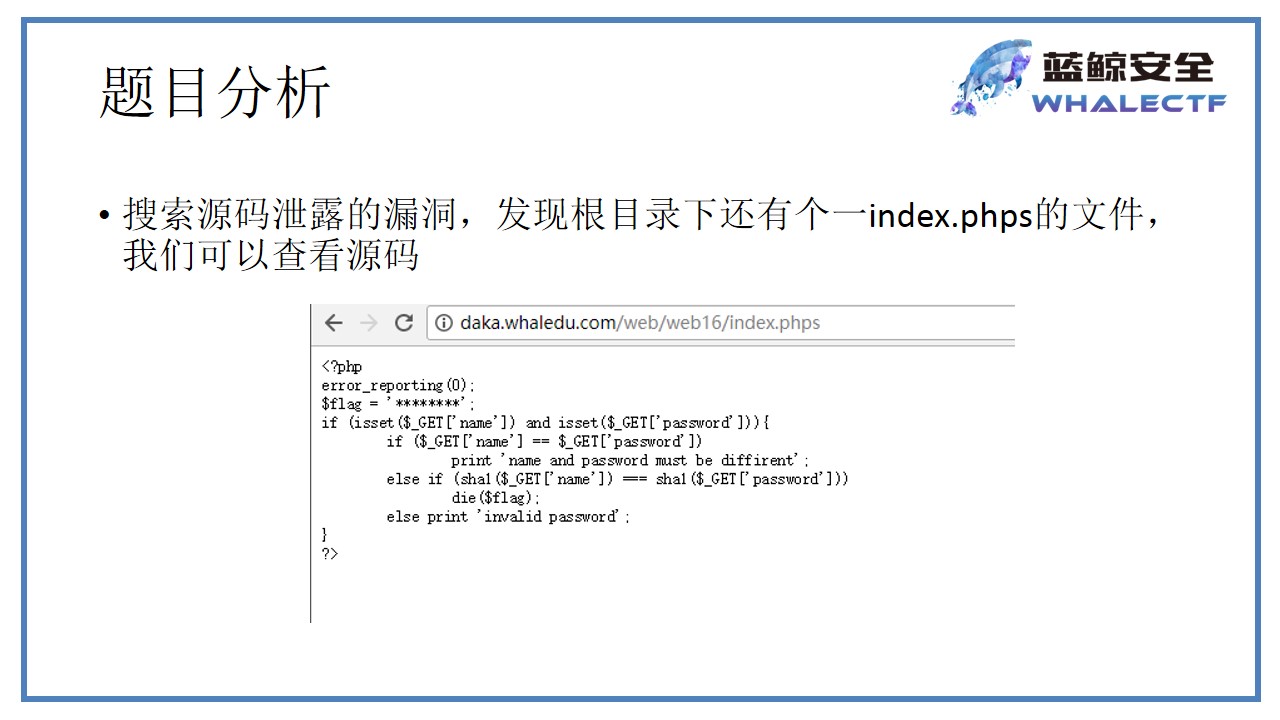 题目分析
蓝鲸安全
WHALECTF
• 搜索源码泄露的漏洞，发现根目录下还有个一index.phps的文件，
我们可以查看源码
daka.whaledu.com/web/web16/index.phps
<?php
error_reporting(0);
$flag = '********';
if (isset($_GET['name']) and isset($_GET['password'])){
        if ($_GET['name'] == $_GET['password'])
                print 'name and password must be diffirent';
        else if (sha1($_GET['name']) === sha1($_GET['password']))
                die($flag);
        else print 'invalid password';
}
?>